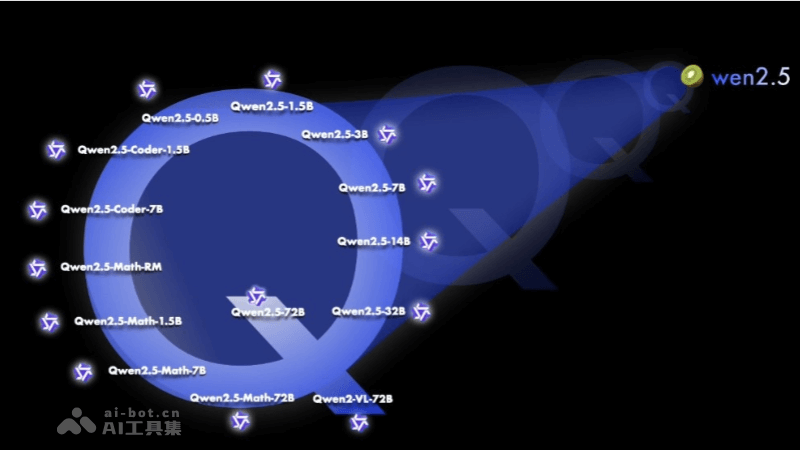 wen2.5
Qwen2.5-1.5B
Qwen2.5-0.5B
Qwen2.5-3B
Qwen2.5-Coder-1.5B
Qwen2.5-7B
Qwen2.5-Coder-7B
Qwen2.5-14B
Qwen2.5-Math-RM
Qwen2.5-72B
Qwen2.5-32B
Qwen2.5-Math-1.5B
Qwen2.5-Math-7B
Qwen2.5-Math-72B
Qwen2-VL-72B
ai-bot.cn
AI工具集